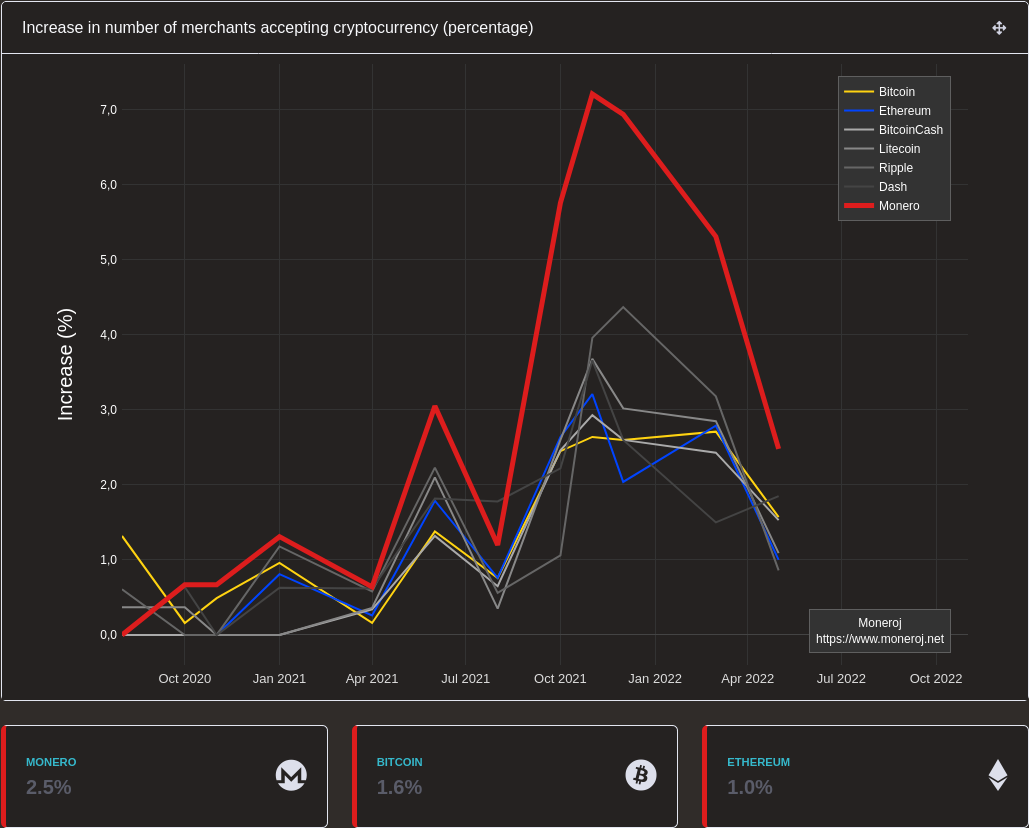 Increase in number of merchants accepting cryptocurrency (percentage)
Bitcoin
Ethereum
BitcoinCash
Litecoin
Ripple
Dash
Monero
Increase (%)
7,0
6,0
5,0
4,0
3,0
2,0
1,0
0,0
Moneroj
https://www.moneroj.net
Oct 2020 Jan 2021 Apr 2021 Jul 2021 Oct 2021 Jan 2022 Apr 2022 Jul 2022 Oct 2022
MONERO
2.5%
BITCOIN
1.6%
ETHEREUM
1.0%